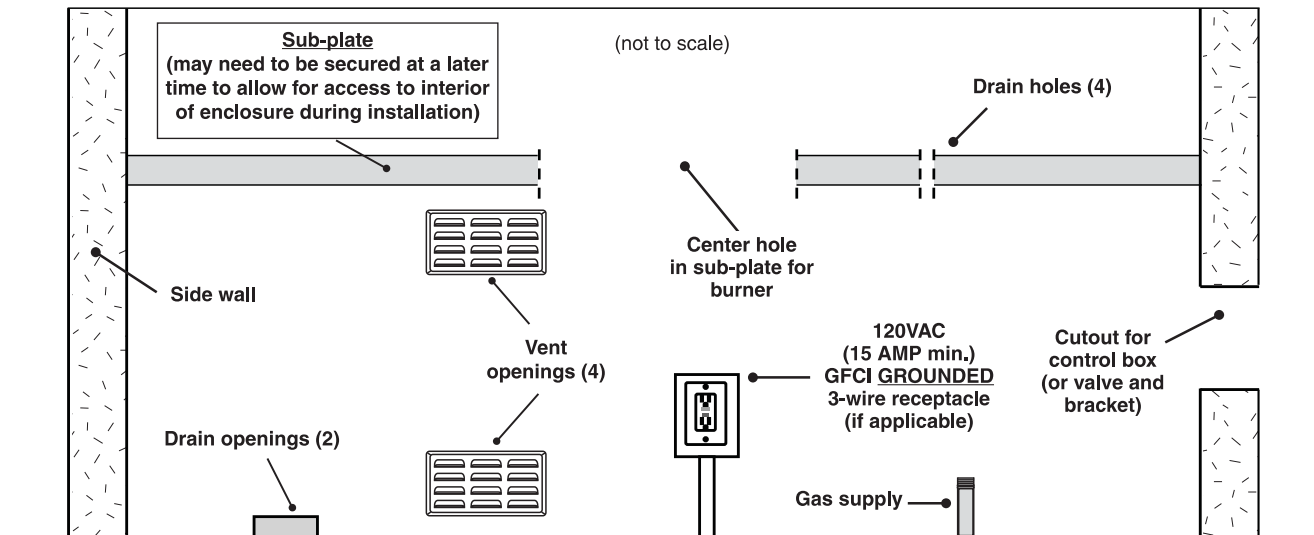 Sub-plate
(may need to be secured at a later
time to allow for access to interior
of enclosure during installation)
(not to scale)
Drain holes (4)
Center hole
in sub-plate for
burner
Side wall
Vent
openings (4)
120VAC
(15 AMP min.)
GFCI GROUNDED
3-wire receptacle
(if applicable)
Cutout for
control box
(or valve and
bracket)
Drain openings (2)
Gas supply